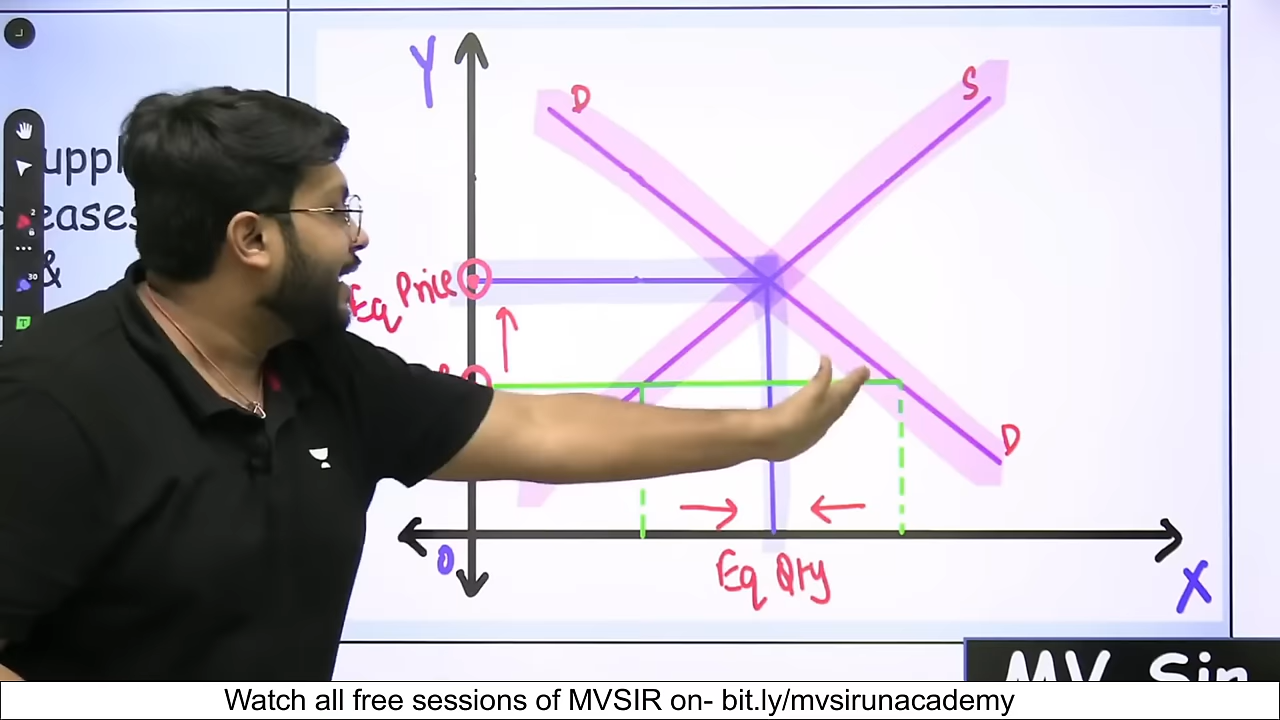 Y
D
S
uppl
eases
&
Eq Price
D
0
Eq Qty
X
MV Sir
Watch all free sessions of MVSIR on- bit.ly/mvsirunacademy